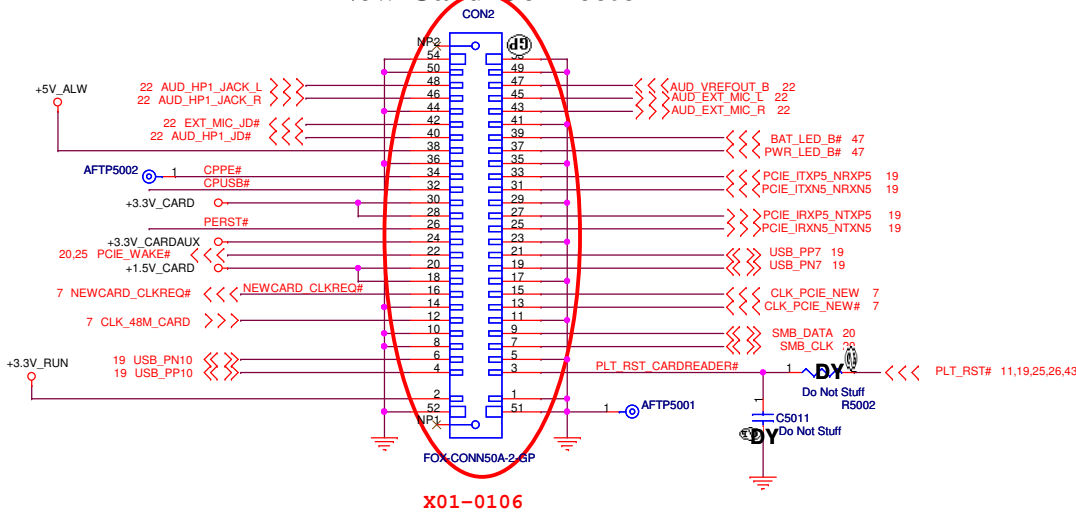 CON2
NP2
54 53
50 49
+5V_ALW 22 AUD_HP1_JACK_L 48 47 AUD_VREFOUT_B 22
22 AUD_HP1_JACK_R 46 45 AUD_EXT_MIC_L 22
44 43 AUD_EXT_MIC_R 22
22 EXT_MIC_JD# 42 41
22 AUD_HP1_JD# 40 39 BAT_LED_B# 47
38 37 PWR_LED_B# 47
36 35
AFTP5002 1 CPPE# 34 33 PCIE_ITXP5_NRXP5 19
CPUSB# 32 31 PCIE_ITXN5_NRXN5 19
+3.3V_CARD 30 29
28 27 PCIE_IRXP5_NTXP5 19
PERST# 26 25 PCIE_IRXN5_NTXN5 19
+3.3V_CARDAUX 24 23
20,25 PCIE_WAKE# 22 21 USB_PP7 19
+1.5V_CARD 20 19 USB_PN7 19
18 17
7 NEWCARD_CLKREQ# NEWCARD_CLKREQ# 16 15 CLK_PCIE_NEW 7
14 13 CLK_PCIE_NEW# 7
7 CLK_48M_CARD 12 11
10 9 SMB_DATA 20
8 7 SMB_CLK
+3.3V_RUN 19 USB_PN10 6 5
19 USB_PP10 4 3 PLT_RST_CARDREADER# 1 DY PLT_RST# 11,19,25,26,43
Do Not Stuff
R5002
2 1
52 51 1 AFTP5001
NP1
1
C5011
DY Do Not Stuff
FOX-CONN50A-2-GP
X01-0106